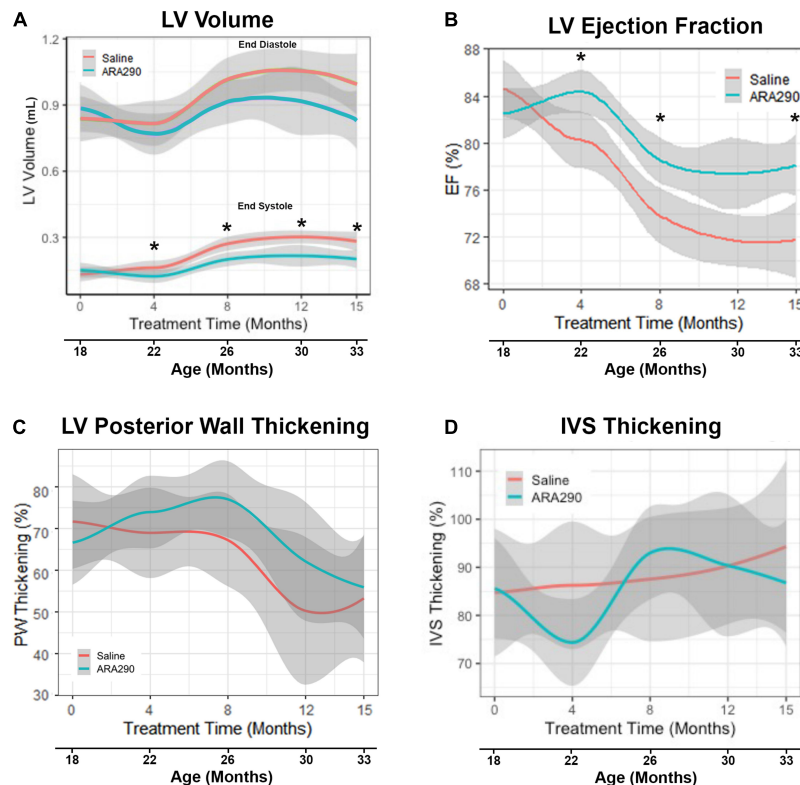 A
LV Volume
1.2
0.9
0.6
0.3
LV Volume (mL)
End Diastole
Saline
ARA290
End Systole
* * * *
0 4 8 12 15
Treatment Time (Months)
18 22 26 30 33
Age (Months)
B
LV Ejection Fraction
88
84
80
76
72
68
EF (%)
* * *
Saline
ARA290
0 4 8 12 15
Treatment Time (Months)
18 22 26 30 33
Age (Months)
C
LV Posterior Wall Thickening
80
70
60
50
40
30
PW Thickening (%)
Saline
ARA290
0 4 8 12 15
Treatment Time (Months)
18 22 26 30 33
Age (Months)
D
IVS Thickening
110
100
90
80
70
IVS Thickening (%)
Saline
ARA290
0 4 8 12 15
Treatment Time (Months)
18 22 26 30 33
Age (Months)